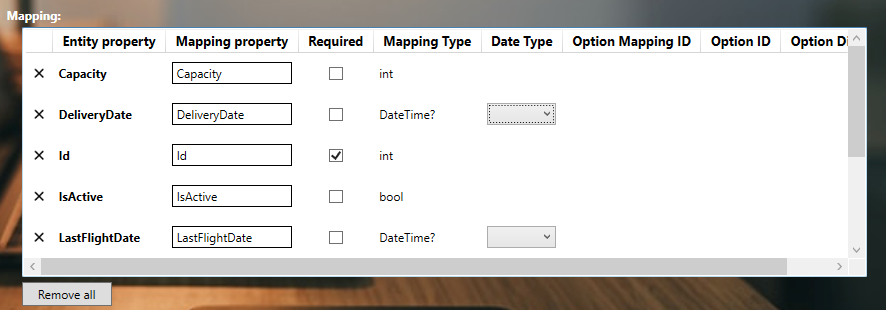 Mapping:
Entity property Mapping property Required Mapping Type Date Type Option Mapping ID Option ID Option Di
Capacity Capacity int
DeliveryDate DeliveryDate DateTime?
Id Id int
IsActive IsActive bool
LastFlightDate LastFlightDate DateTime?
Remove all